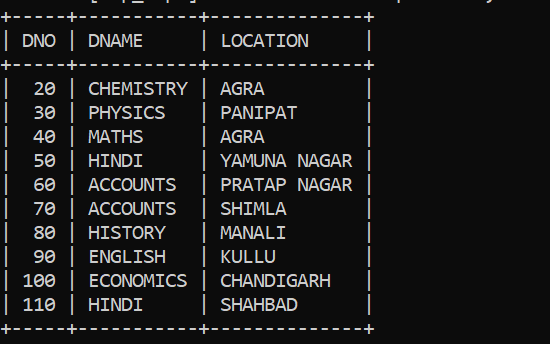 +-----+-----------+--------------+
| DNO | DNAME     | LOCATION     |
+-----+-----------+--------------+
|  20 | CHEMISTRY | AGRA         |
|  30 | PHYSICS   | PANIPAT      |
|  40 | MATHS     | AGRA         |
|  50 | HINDI     | YAMUNA NAGAR |
|  60 | ACCOUNTS  | PRATAP NAGAR |
|  70 | ACCOUNTS  | SHIMLA       |
|  80 | HISTORY   | MANALI       |
|  90 | ENGLISH   | KULLU        |
| 100 | ECONOMICS | CHANDIGARH   |
| 110 | HINDI     | SHAHBAD      |
+-----+-----------+--------------+